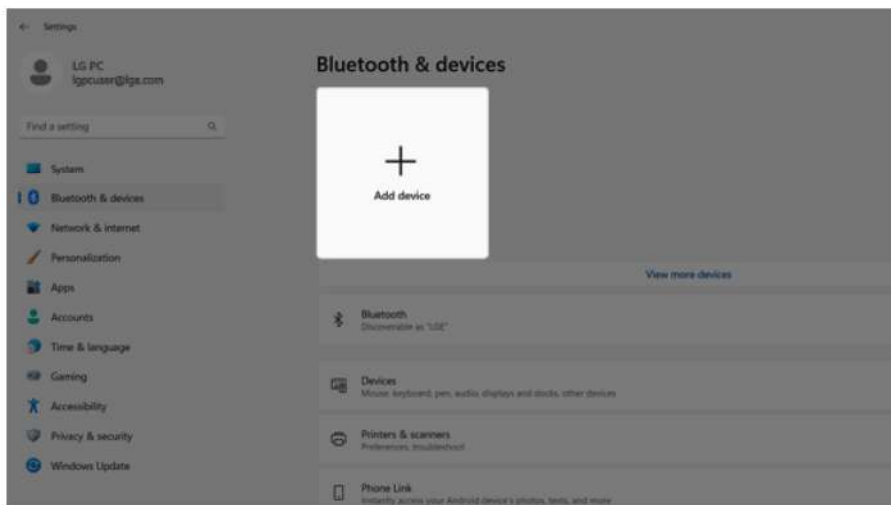 Settings
LG PC
lgpcuser@lge.com
Find a setting
System
Bluetooth & devices
Network & internet
Personalization
Apps
Accounts
Time & language
Gaming
Accessibility
Privacy & security
Windows Update
Bluetooth & devices
Add device
View more devices
Bluetooth
Discoverable as "LGE"
Devices
Mouse, keyboard, pen, audio, displays and docks, other devices
Printers & scanners
Preferences, troubleshoot
Phone Link
Instantly access your Android device's photos, texts, and more